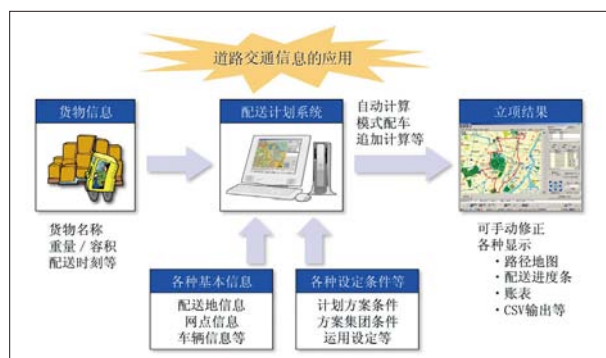 道路交通信息的应用
货物信息
货物名称
重量 / 容积
配送时刻等
配送计划系统
自动计算
模式配车
追加计算等
立项结果
可手动修正
各种显示
・路径地图
・配送进度条
・账表
・CSV输出等
各种基本信息
配送地信息
网点信息
车辆信息等
各种设定条件等
计划方案条件
方案集团条件
运用设定等